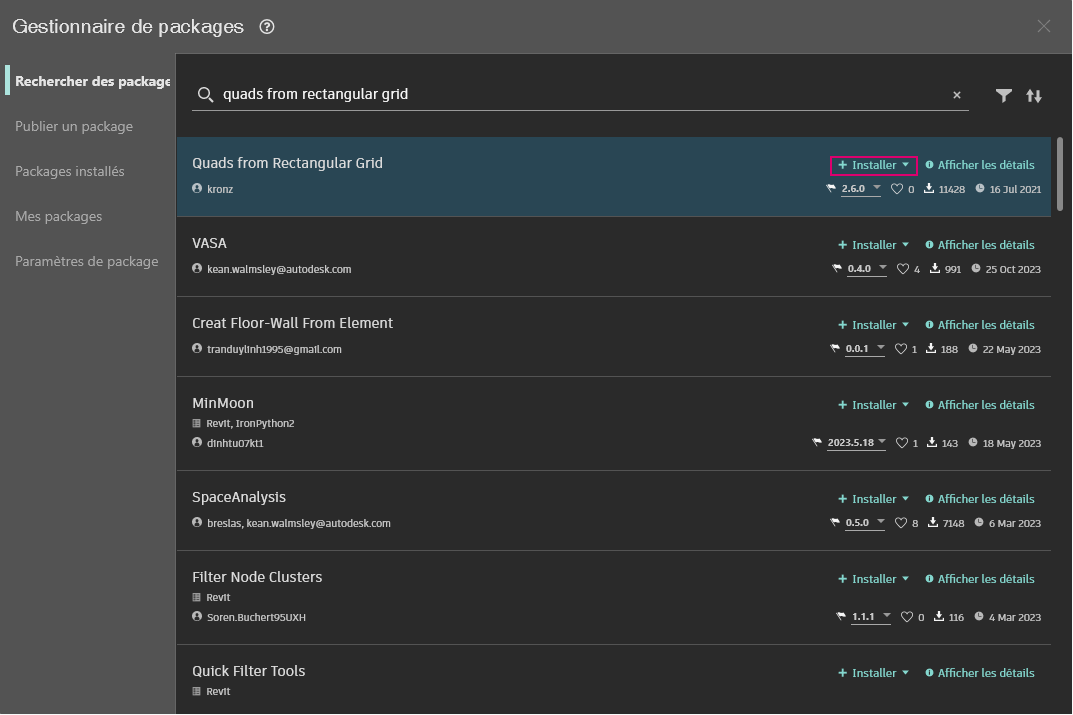 Gestionnaire de packages
Rechercher des package
Publier un package
Packages installés
Mes packages
Paramètres de package
quads from rectangular grid
Quads from Rectangular Grid
+ Installer Afficher les détails
kronz 2.6.0 0 11428 16 Jul 2021
VASA
+ Installer Afficher les détails
kean.walmsley@autodesk.com 0.4.0 4 991 25 Oct 2023
Creat Floor-Wall From Element
+ Installer Afficher les détails
tranduylinh1995@gmail.com 0.0.1 1 188 22 May 2023
MinMoon
+ Installer Afficher les détails
Revit, IronPython2
dinhtu07kt1 2023.5.18 1 143 18 May 2023
SpaceAnalysis
+ Installer Afficher les détails
breslas, kean.walmsley@autodesk.com 0.5.0 8 7148 6 Mar 2023
Filter Node Clusters
+ Installer Afficher les détails
Revit
Soren.Buchert95UXH 1.1.1 0 116 4 Mar 2023
Quick Filter Tools
+ Installer Afficher les détails
Revit